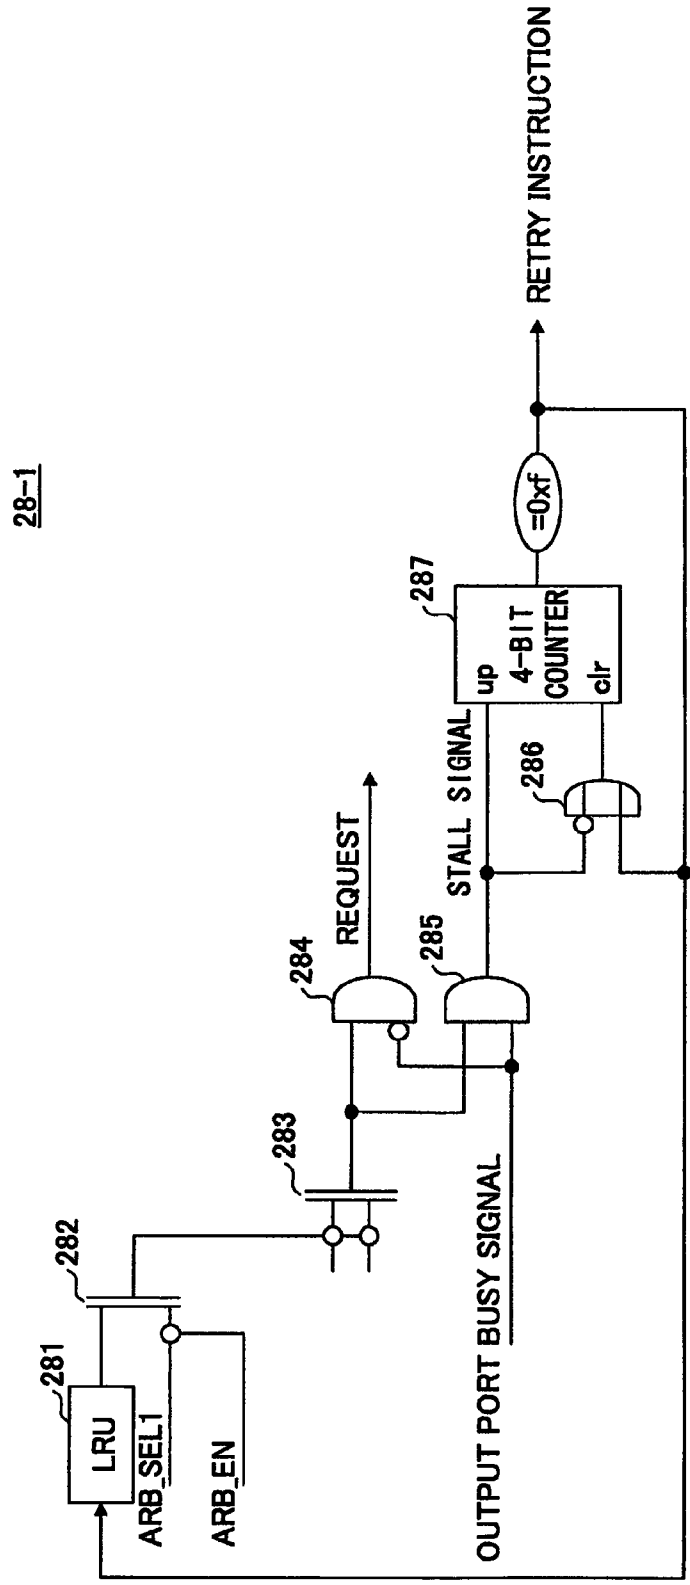 28-1
281
LRU
ARB_SEL1
ARB_EN
282
283
284
REQUEST
285
OUTPUT PORT BUSY SIGNAL
STALL SIGNAL
286
287
up
4-BIT
COUNTER
clr
=0xf
RETRY INSTRUCTION